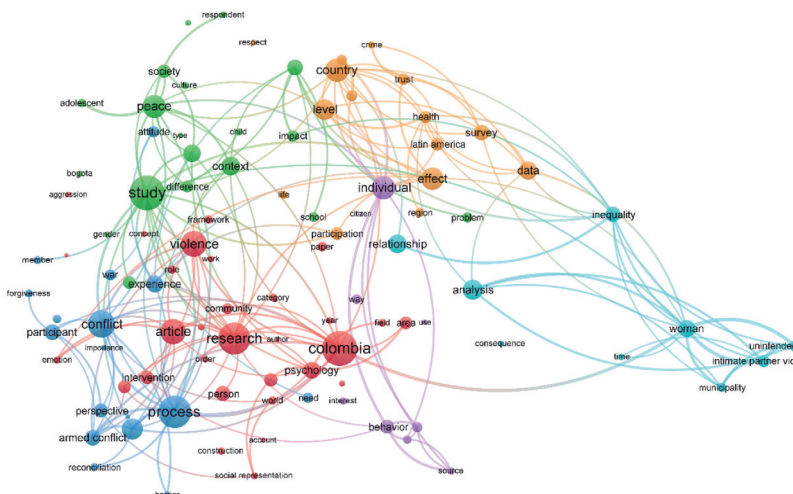 respondent
respect
crime
society
country
trust
culture
adolescent
peace
level
health
attitude
type
child
impact
survey
latin america
bogota
context
data
effect
difference
individual
aggression
study
life
citizen
region
school
problem
inequality
framework
gender
concept
participation
violence
paper
relationship
member
work
war
role
experience
forgiveness
community
category
way
analysis
participant
conflict
article
year
field
area
use
woman
importance
research
author
colombia
consequence
time
unintende
emotion
order
intimate partner vio
intervention
psychology
municipality
perspective
process
person
world
need
interest
armed conflict
behavior
account
construction
reconciliation
social representation
source